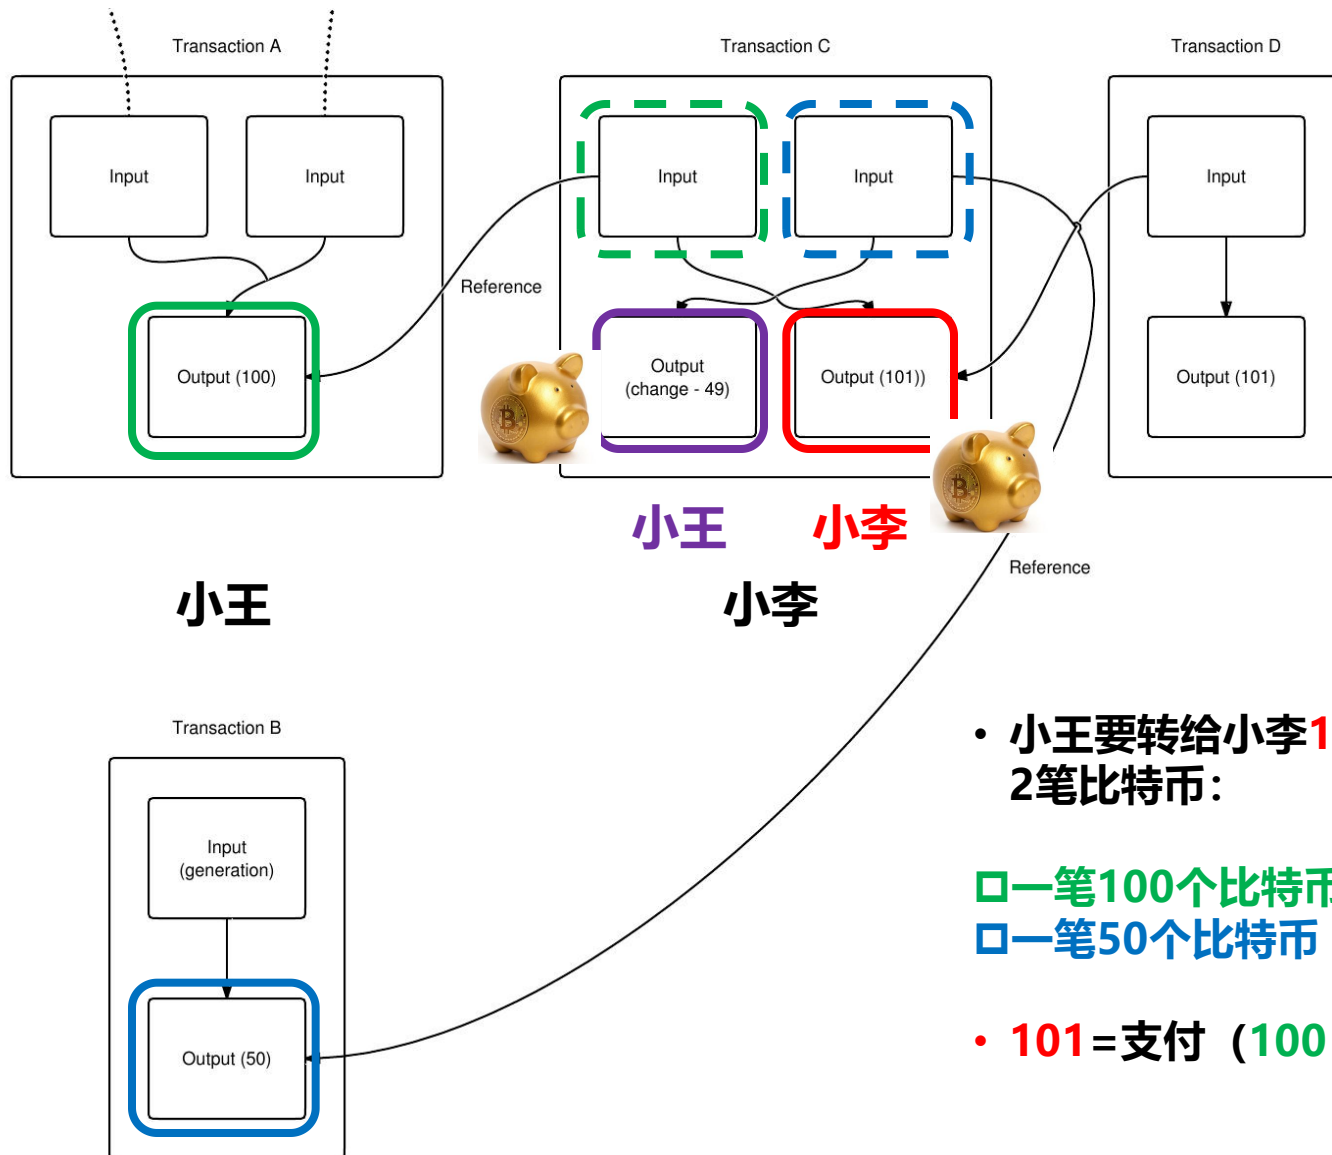 Transaction A
Transaction C
Transaction D
Input
Input
Input
Input
Input
Reference
Output (100)
Output
(change - 49)
Output (101))
Output (101)
小王
小李
Reference
小王
小李
Transaction B
• 小王要转给小李1
2笔比特币：
Input
(generation)
一笔100个比特币
一笔50个比特币
Output (50)
• 101=支付（100